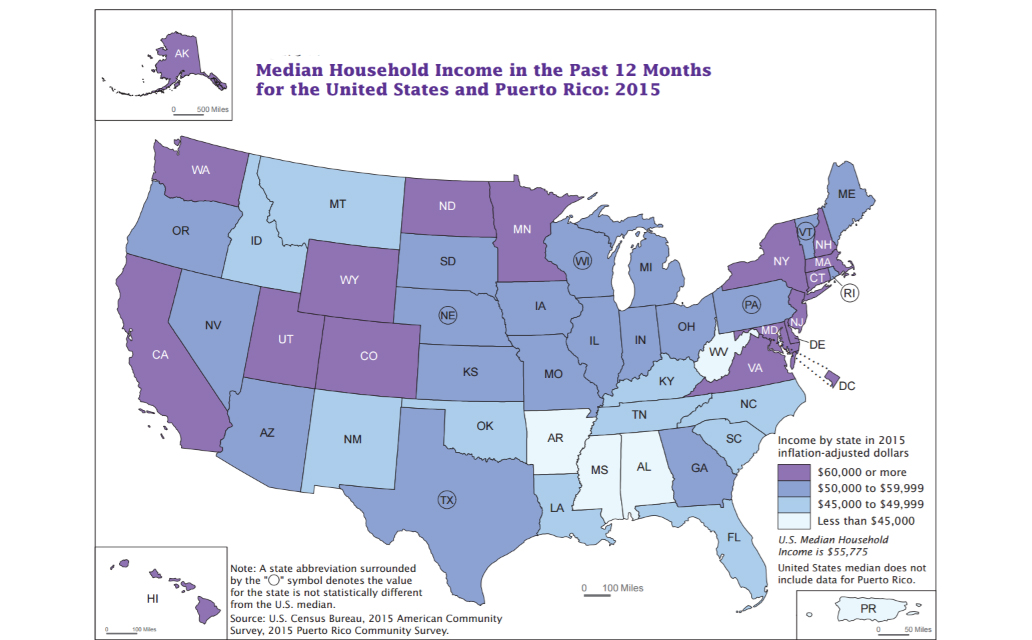 AK
0 500 Miles
Median Household Income in the Past 12 Months
for the United States and Puerto Rico: 2015
WA
MT
ND
MN
ME
OR
ID
WY
SD
WI
MI
NY
VT
NH
MA
CT
RI
NV
UT
CO
NE
IA
IL
IN
OH
PA
NJ
MD
DE
DC
CA
KS
MO
KY
WV
VA
AZ
NM
OK
AR
TN
NC
SC
TX
LA
MS
AL
GA
FL
Income by state in 2015
inflation-adjusted dollars
$60,000 or more
$50,000 to $59,999
$45,000 to $49,999
Less than $45,000
U.S. Median Household
Income is $55,775
United States median does not
include data for Puerto Rico.
HI
0 100 Miles
Note: A state abbreviation surrounded
by the "○" symbol denotes the value
for the state is not statistically different
from the U.S. median.
Source: U.S. Census Bureau, 2015 American Community
Survey, 2015 Puerto Rico Community Survey.
0 100 Miles
PR
0 50 Miles